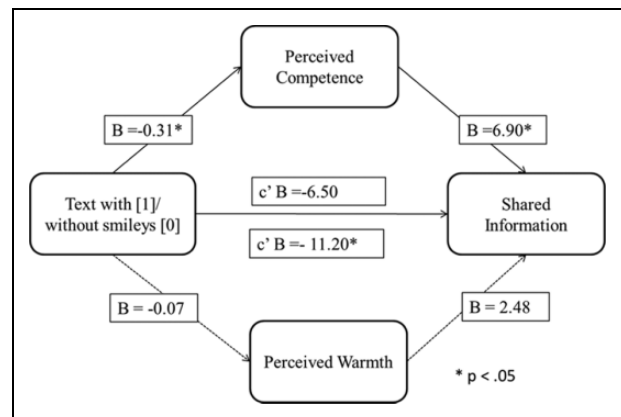 Perceived
Competence
B =-0.31*
B =6.90*
Text with [1]/
without smileys [0]
c' B =-6.50
Shared
Information
c' B =- 11.20*
B = -0.07
B = 2.48
Perceived Warmth
* p < .05